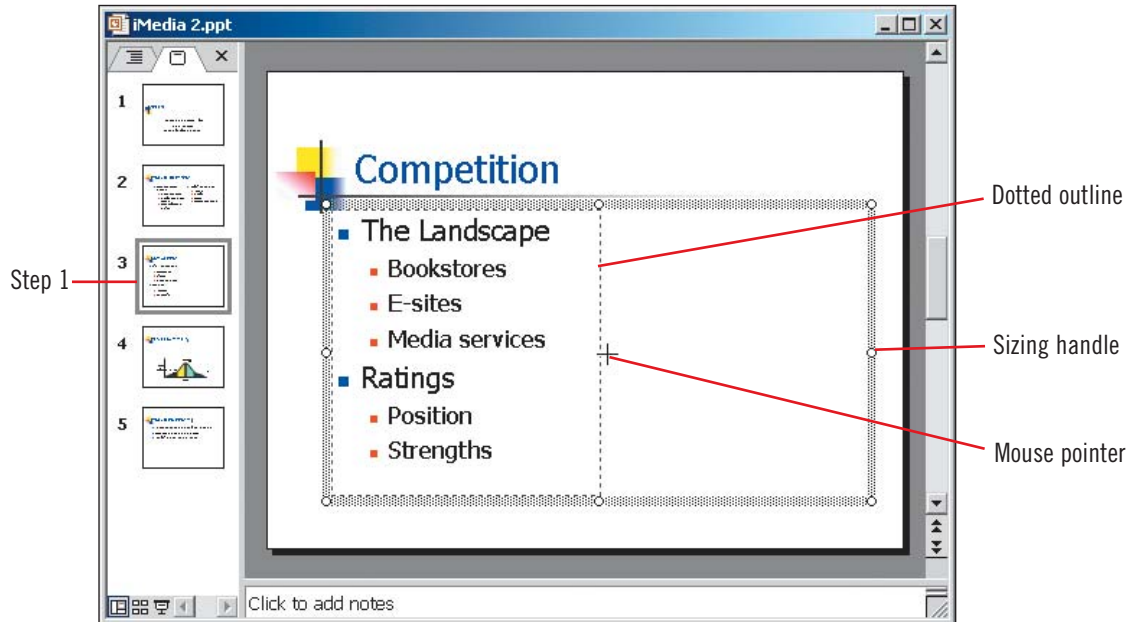 iMedia 2.ppt
1
2
3
4
5
Competition
The Landscape
Bookstores
E-sites
Media services
Ratings
Position
Strengths
Click to add notes
Step 1
Dotted outline
Sizing handle
Mouse pointer